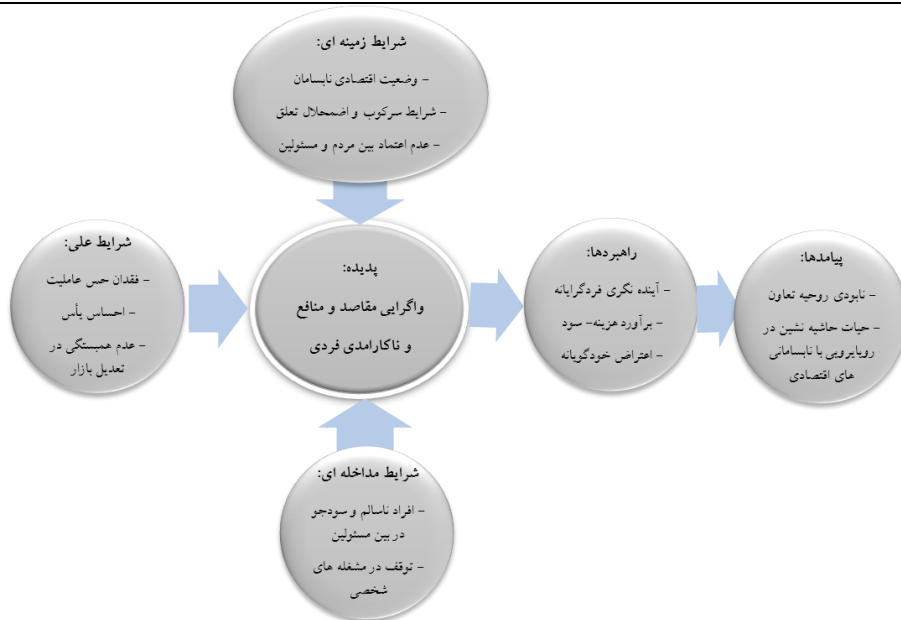 شرایط زمینه ای:
- وضعیت اقتصادی نابسامان
- شرایط سرکوب و اضمحلال تعلق
- عدم اعتماد بین مردم و مسئولین
شرایط علی:
- فقدان حس عاملیت
- احساس یأس
- عدم همبستگی در
تعدیل بازار
پدیده:
واگرایی مقاصد و منافع
و ناکارامدی فردی
راهبردها:
- آینده نگری فردگرایانه
- برآورد هزینه- سود
- اعتراض خودگویانه
پیامدها:
- نابودی روحیه تعاون
- حیات حاشیه نشین در
رویارویی با نابسامانی
های اقتصادی
شرایط مداخله ای:
- افراد ناسالم و سودجو
در بین مسئولین
- توقف در مشغله های
شخصی